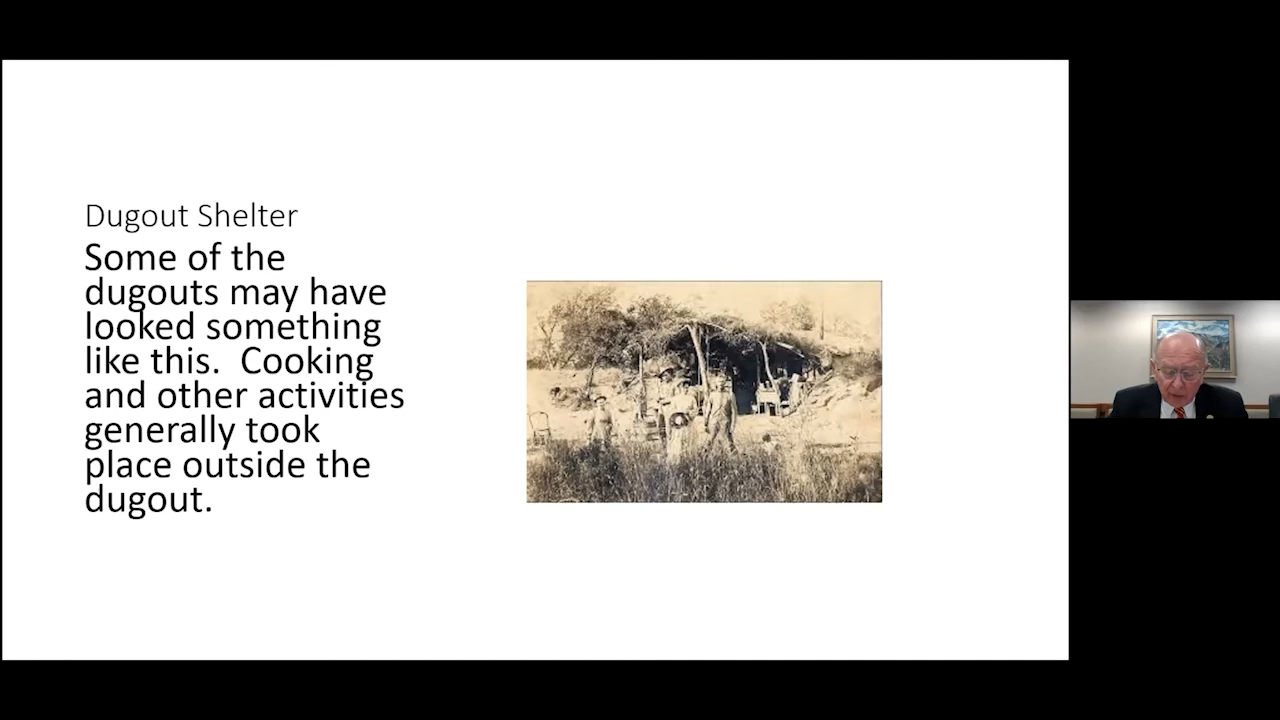 Dugout Shelter
Some of the
dugouts may have
looked something
like this.  Cooking
and other activities
generally took
place outside the
dugout.